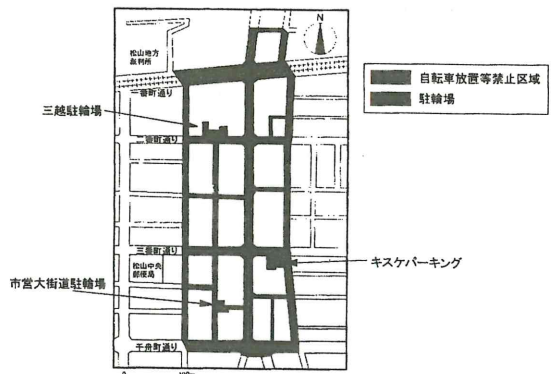 N
松山地方
裁判所
一番町通り
三越駐輪場
二番町通り
自転車放置等禁止区域
駐輪場
三番町通り
松山中央
郵便局
キスケパーキング
市営大街道駐輪場
千舟町通り
0
100m